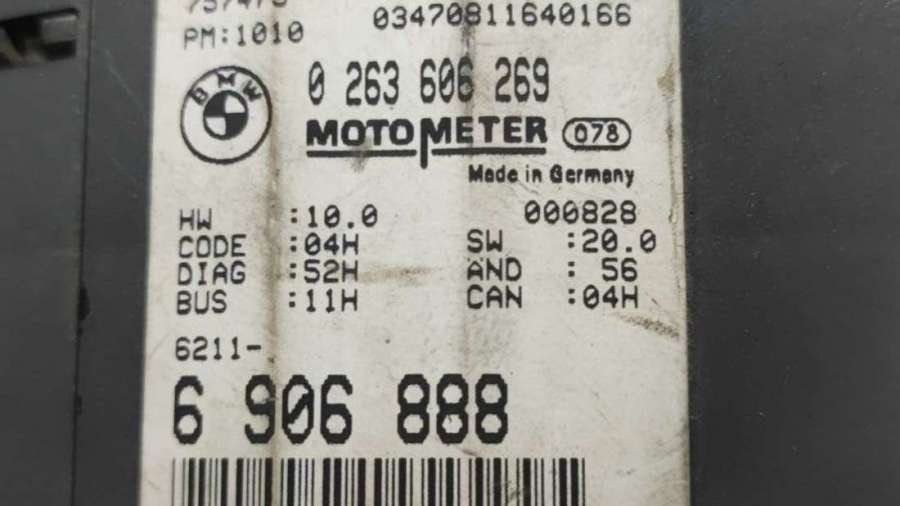 PM:1010
03470811640166
BMW
0 263 606 269
MOTOMETER 078
Made in Germany
000828
HW :10.0
CODE :04H
DIAG :52H
BUS :11H
SW :20.0
AND : 56
CAN :04H
6211-
6 906 888